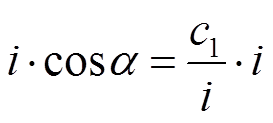 i · cos α = c₁/i · i